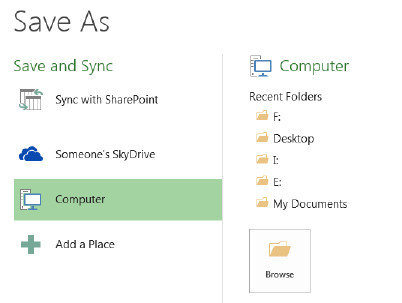 Save As
Save and Sync
Sync with SharePoint
Someone's SkyDrive
Computer
Add a Place
Computer
Recent Folders
F:
Desktop
I:
E:
My Documents
Browse